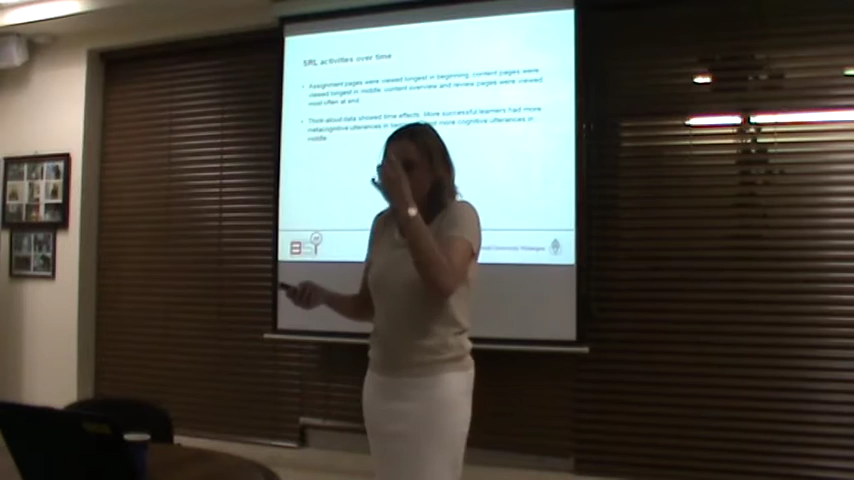 SRL activities over time
• Assignment pages were viewed longest in beginning, content pages were
viewed longest in middle, content overview and review pages were viewed
most often at end.
• Think-aloud data showed time effects. More successful learners had more
metacognitive utterances in and more cognitive utterances in
middle.